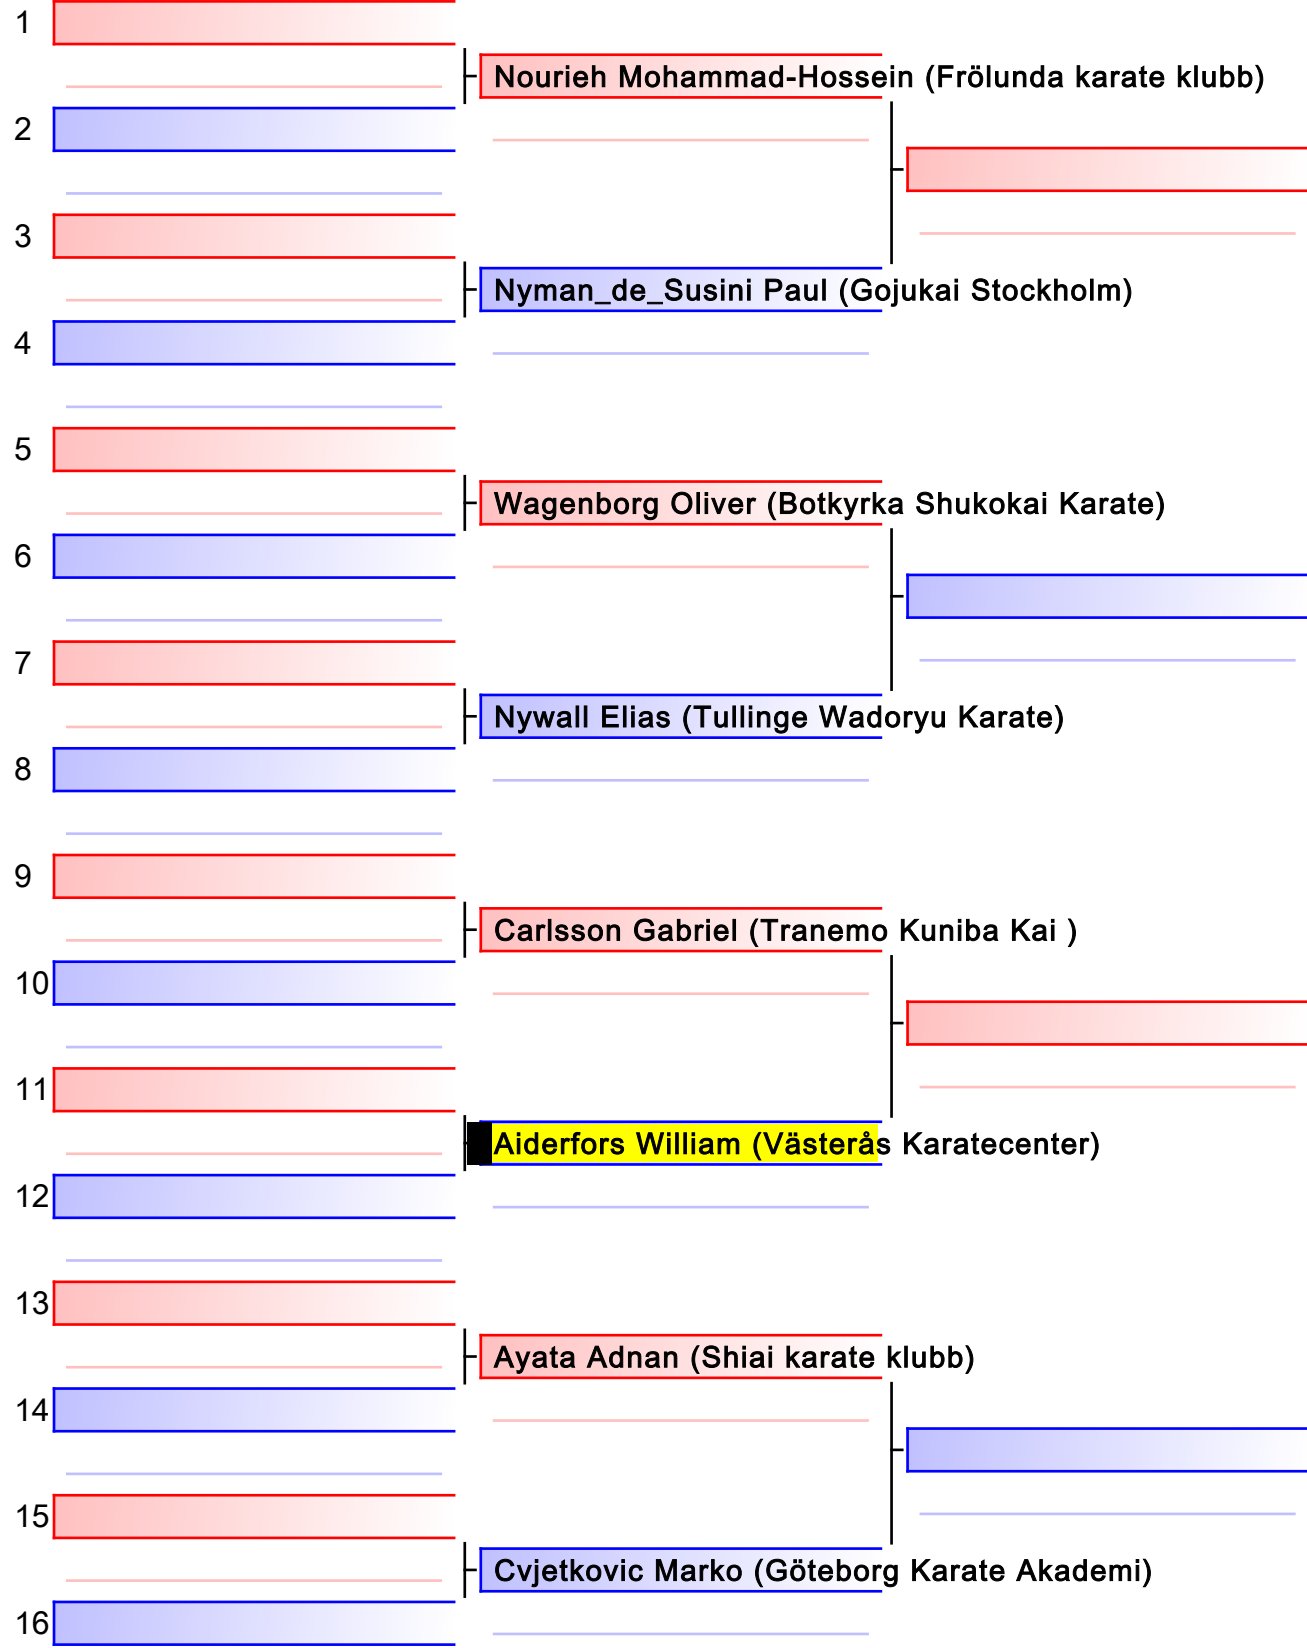 1
Nourieh Mohammad-Hossein (Frölunda karate klubb)
2
3
Nyman_de_Susini Paul (Gojukai Stockholm)
4
5
Wagenborg Oliver (Botkyrka Shukokai Karate)
6
7
Nywall Elias (Tullinge Wadoryu Karate)
8
9
Carlsson Gabriel (Tranemo Kuniba Kai )
10
11
Aiderfors William (Västerås Karatecenter)
12
13
Ayata Adnan (Shiai karate klubb)
14
15
Cvjetkovic Marko (Göteborg Karate Akademi)
16